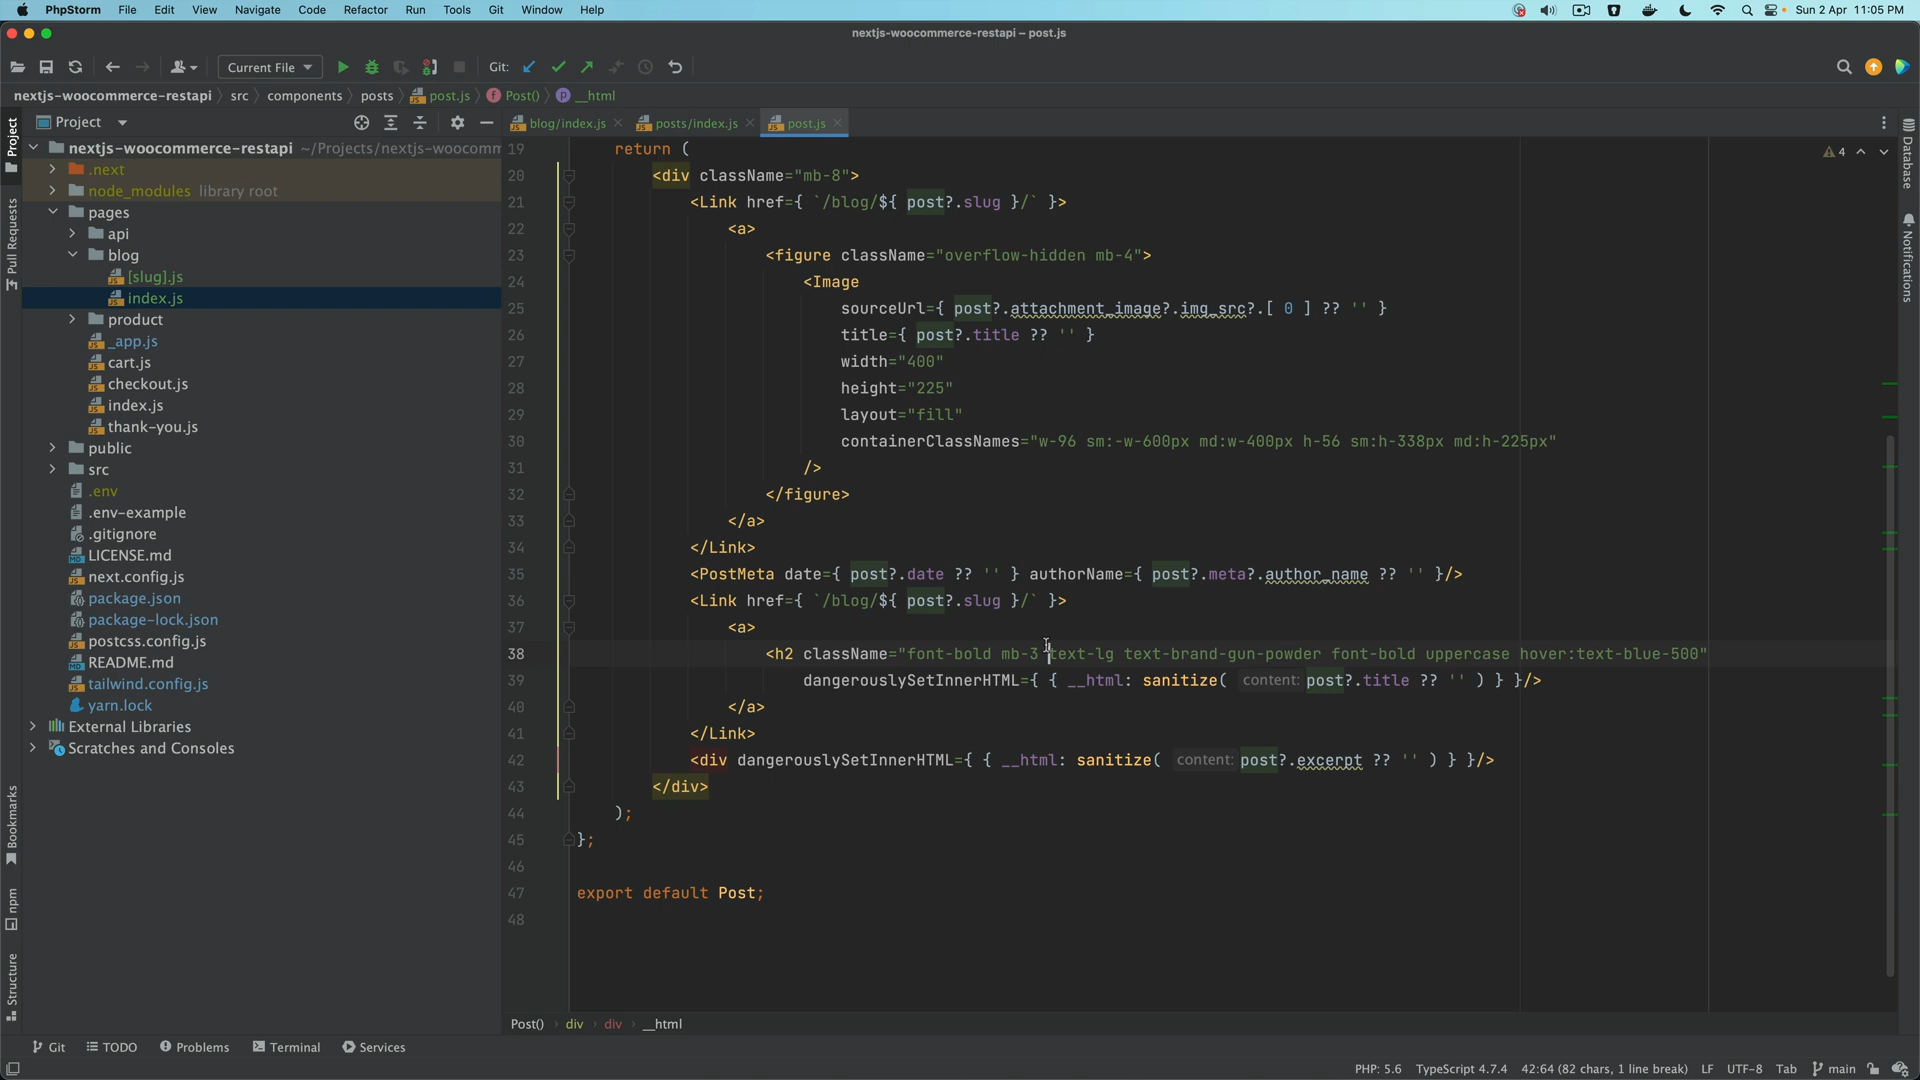 PhpStorm File Edit View Navigate Code Refactor Run Tools Git Window Help Sun 2 Apr 11:05 PM
nextjs-woocommerce-restapi – post.js
Current File Git:
nextjs-woocommerce-restapi src components posts post.js Post() __html
Project
blog/index.js posts/index.js post.js
nextjs-woocommerce-restapi ~/Projects/nextjs-woocomm
.next
node_modules library root
pages
api
blog
[slug].js
index.js
product
_app.js
cart.js
checkout.js
index.js
thank-you.js
public
src
.env
.env-example
.gitignore
LICENSE.md
next.config.js
package.json
package-lock.json
postcss.config.js
README.md
tailwind.config.js
yarn.lock
External Libraries
Scratches and Consoles
Project
Pull Requests
Bookmarks
npm
Structure
19 return (
20 <div className="mb-8">
21 <Link href={ `/blog/${ post?.slug }/` }>
22 <a>
23 <figure className="overflow-hidden mb-4">
24 <Image
25 sourceUrl={ post?.attachment_image?.img_src?.[ 0 ] ?? '' }
26 title={ post?.title ?? '' }
27 width="400"
28 height="225"
29 layout="fill"
30 containerClassNames="w-96 sm:-w-600px md:w-400px h-56 sm:h-338px md:h-225px"
31 />
32 </figure>
33 </a>
34 </Link>
35 <PostMeta date={ post?.date ?? '' } authorName={ post?.meta?.author_name ?? '' }/>
36 <Link href={ `/blog/${ post?.slug }/` }>
37 <a>
38 <h2 className="font-bold mb-3 text-lg text-brand-gun-powder font-bold uppercase hover:text-blue-500"
39 dangerouslySetInnerHTML={ { __html: sanitize( content: post?.title ?? '' ) } }/>
40 </a>
41 </Link>
42 <div dangerouslySetInnerHTML={ { __html: sanitize( content: post?.excerpt ?? '' ) } }/>
43 </div>
44 );
45 };
46
47 export default Post;
48
4
Database
Notifications
Post() div div __html
Git TODO Problems Terminal Services
PHP: 5.6 TypeScript 4.7.4 42:64 (82 chars, 1 line break) LF UTF-8 Tab main